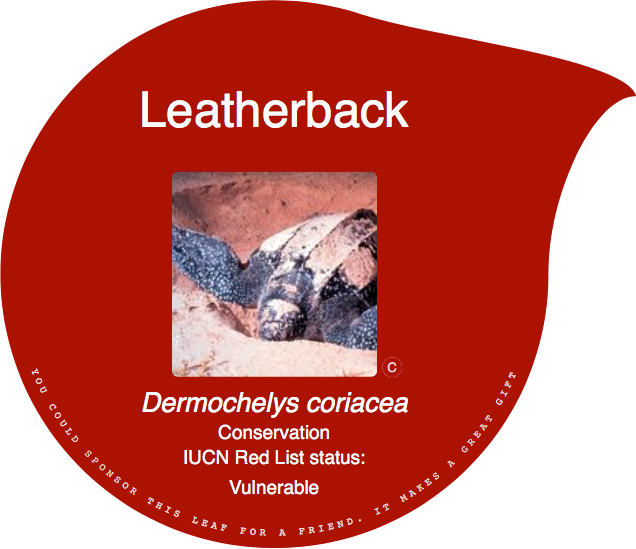 Leatherback
C
Dermochelys coriacea
Conservation
IUCN Red List status:
Vulnerable
YOU COULD SPONSOR THIS LEAF FOR A FRIEND, IT MAKES A GREAT GIFT